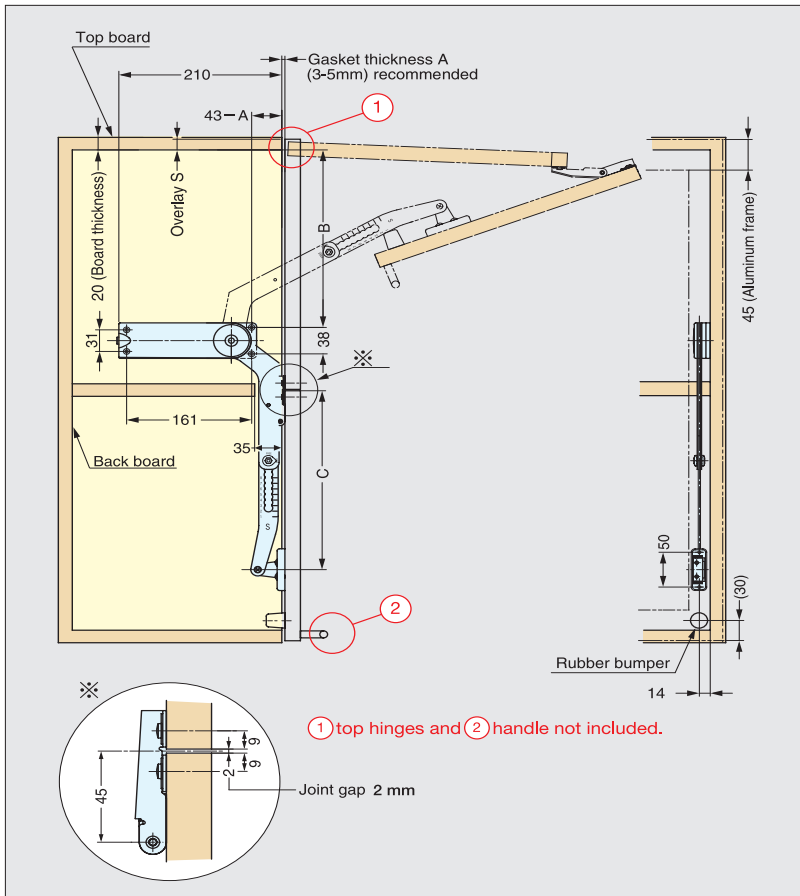 Top board
210
Gasket thickness A
(3-5mm) recommended
43-A
1
20 (Board thickness)
Overlay S
B
S
45 (Aluminum frame)
31
38
※
161
35
Back board
C
S
50
(30)
2
Rubber bumper
14
※
1 top hinges and 2 handle not included.
9
2
9
45
Joint gap 2 mm